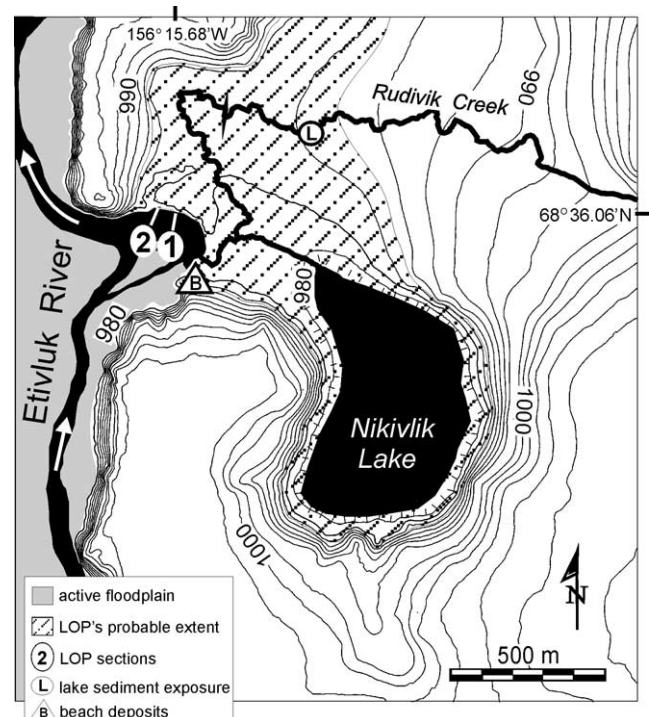 156° 15.68'W
990
Rudivik Creek
990
L
68° 36.06'N
2
1
B
980
980
Etivluk River
Nikivlik
Lake
1000
1000
N
500 m
active floodplain
LOP's probable extent
2 LOP sections
L lake sediment exposure
B beach deposits